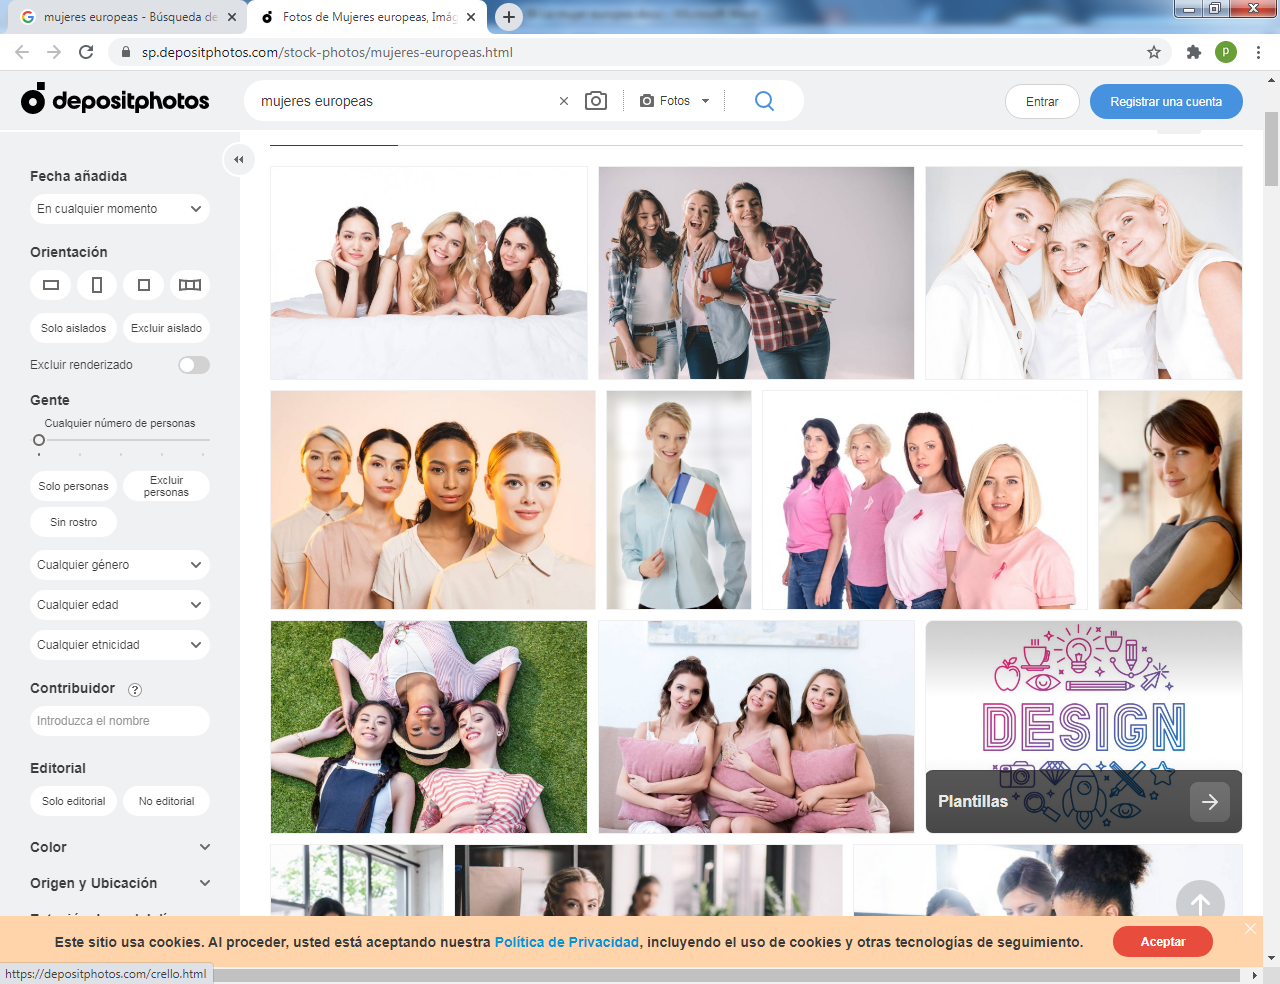 mujeres europeas - Búsqueda de
Fotos de Mujeres europeas, Imág
sp.depositphotos.com/stock-photos/mujeres-europeas.html
p
depositphotos
mujeres europeas
Fotos
Entrar
Registrar una cuenta
Fecha añadida
En cualquier momento
Orientación
Solo aislados
Excluir aislado
Excluir renderizado
Gente
Cualquier número de personas
Solo personas
Excluir
personas
Sin rostro
Cualquier género
Cualquier edad
Cualquier etnicidad
Contribuidor ?
Introduzca el nombre
Editorial
Solo editorial
No editorial
Color
Origen y Ubicación
DESIGN
Plantillas
Este sitio usa cookies. Al proceder, usted está aceptando nuestra Política de Privacidad, incluyendo el uso de cookies y otras tecnologías de seguimiento.
Aceptar
https://depositphotos.com/crello.html